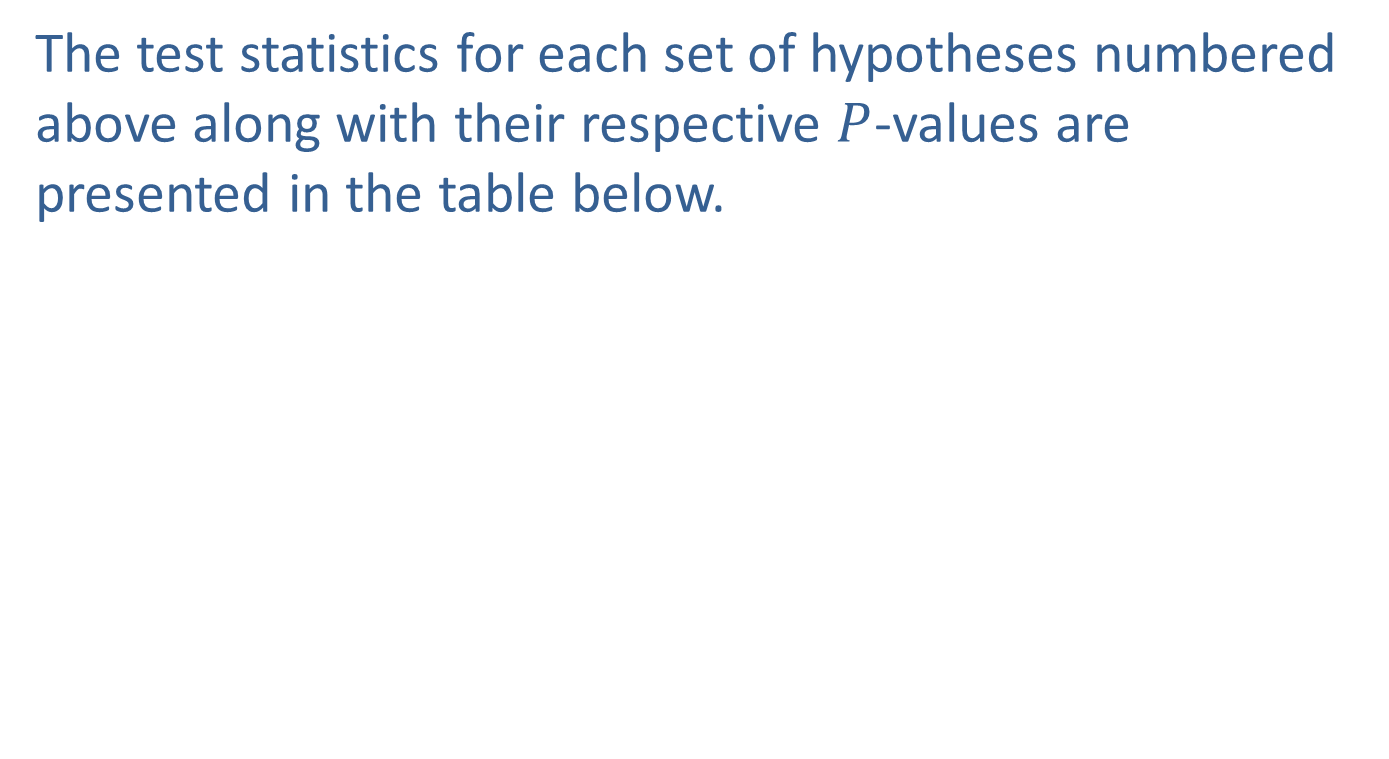 The test statistics for each set of hypotheses numbered
above along with their respective P-values are
presented in the table below.